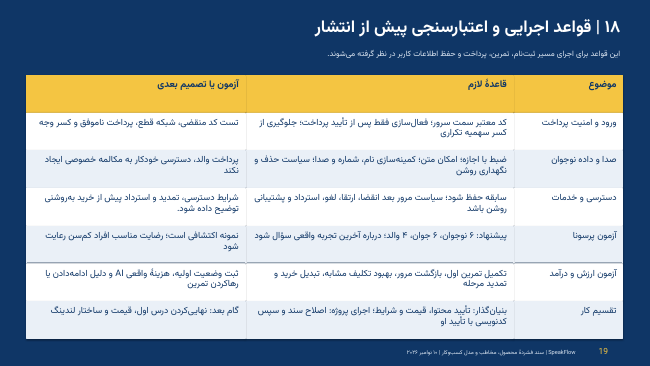 ۱۸ | قواعد اجرایی و اعتبارسنجی پیش از انتشار
این قواعد برای اجرای مسیر ثبت‌نام، تمرین، پرداخت و حفظ اطلاعات کاربر در نظر گرفته می‌شوند.
موضوع | قاعدهٔ لازم | آزمون یا تصمیم بعدی
ورود و امنیت پرداخت | کد معتبر سمت سرور؛ فعال‌سازی فقط پس از تأیید پرداخت؛ جلوگیری از | تست کد منقضی، شبکه قطع، پرداخت ناموفق و کسر وجه
کسر سهمیه تکراری
صدا و داده نوجوان | ضبط با اجازه؛ امکان متن؛ کمینه‌سازی نام، شماره و صدا؛ سیاست حذف و | پرداخت والد، دسترسی خودکار به مکالمه خصوصی ایجاد
نگهداری روشن | نکند
دسترسی و خدمات | سابقه حفظ شود؛ سیاست مرور بعد انقضا، ارتقا، لغو، استرداد و پشتیبانی | شرایط دسترسی، تمدید و استرداد پیش از خرید به‌روشنی
روشن باشد | توضیح داده شود.
آزمون پرسونا | پیشنهاد: ۶ نوجوان، ۶ جوان، ۴ والد؛ درباره آخرین تجربه واقعی سؤال شود | نمونه اکتشافی است؛ رضایت مناسب افراد کم‌سن رعایت
شود
آزمون ارزش و درآمد | تکمیل تمرین اول، بازگشت مرور، بهبود تکلیف مشابه، تبدیل خرید و | ثبت وضعیت اولیه، هزینهٔ واقعی AI و دلیل ادامه‌دادن یا
تمدید مرحله | رهاکردن تمرین
تقسیم کار | بنیان‌گذار: تأیید محتوا، قیمت و شرایط؛ اجرای پروژه: اصلاح سند و سپس | گام بعد: نهایی‌کردن درس اول، قیمت و ساختار لندینگ
کدنویسی با تأیید او
SpeakFlow | سند فشردهٔ محصول، مخاطب و مدل کسب‌وکار | ۱۰ نوامبر ۲۰۲۶
19